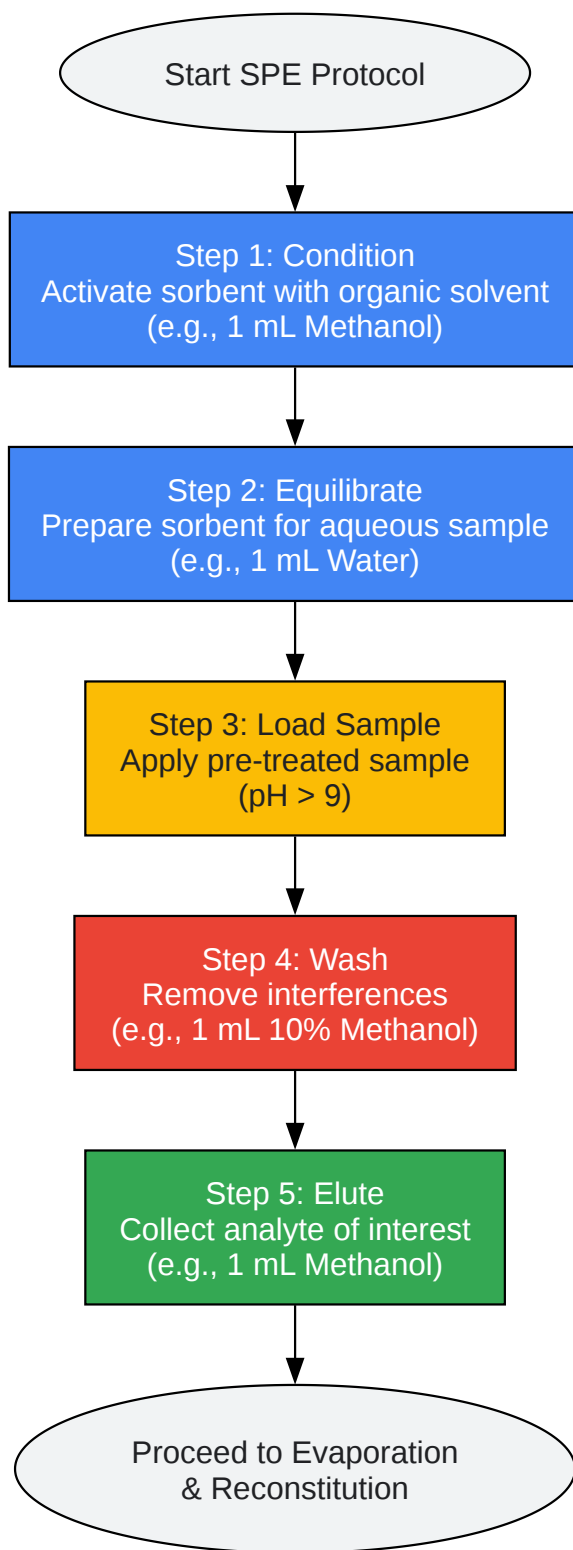 Start SPE Protocol
Step 1: Condition
Activate sorbent with organic solvent
(e.g., 1 mL Methanol)
Step 2: Equilibrate
Prepare sorbent for aqueous sample
(e.g., 1 mL Water)
Step 3: Load Sample
Apply pre-treated sample
(pH > 9)
Step 4: Wash
Remove interferences
(e.g., 1 mL 10% Methanol)
Step 5: Elute
Collect analyte of interest
(e.g., 1 mL Methanol)
Proceed to Evaporation
& Reconstitution